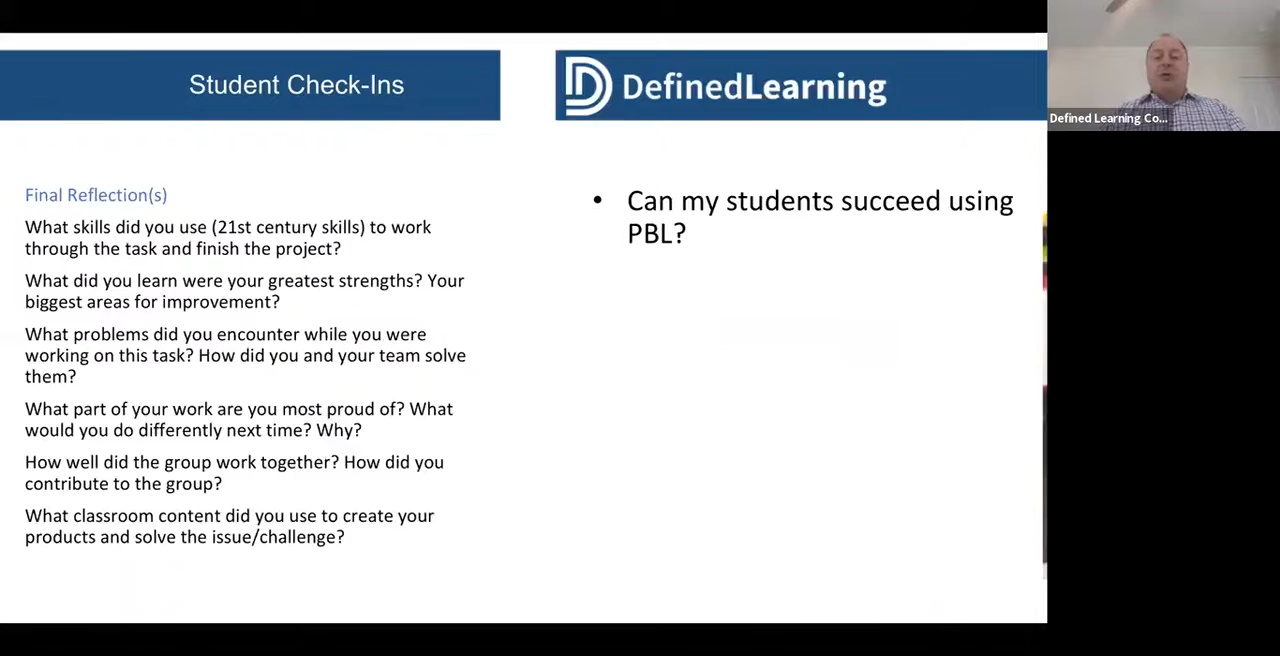 Student Check-Ins
DefinedLearning
Defined Learning Co...
Final Reflection(s)
What skills did you use (21st century skills) to work
through the task and finish the project?
What did you learn were your greatest strengths? Your
biggest areas for improvement?
What problems did you encounter while you were
working on this task? How did you and your team solve
them?
What part of your work are you most proud of? What
would you do differently next time? Why?
How well did the group work together? How did you
contribute to the group?
What classroom content did you use to create your
products and solve the issue/challenge?
• Can my students succeed using
PBL?